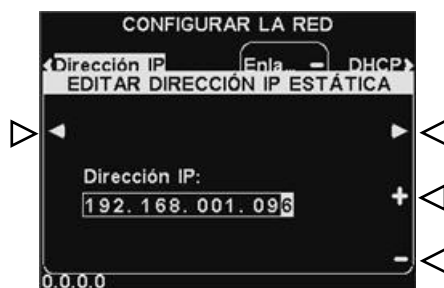 CONFIGURAR LA RED
Dirección IP Enla... DHCP
EDITAR DIRECCIÓN IP ESTÁTICA
Dirección IP:
192.168.001.096
0.0.0.0